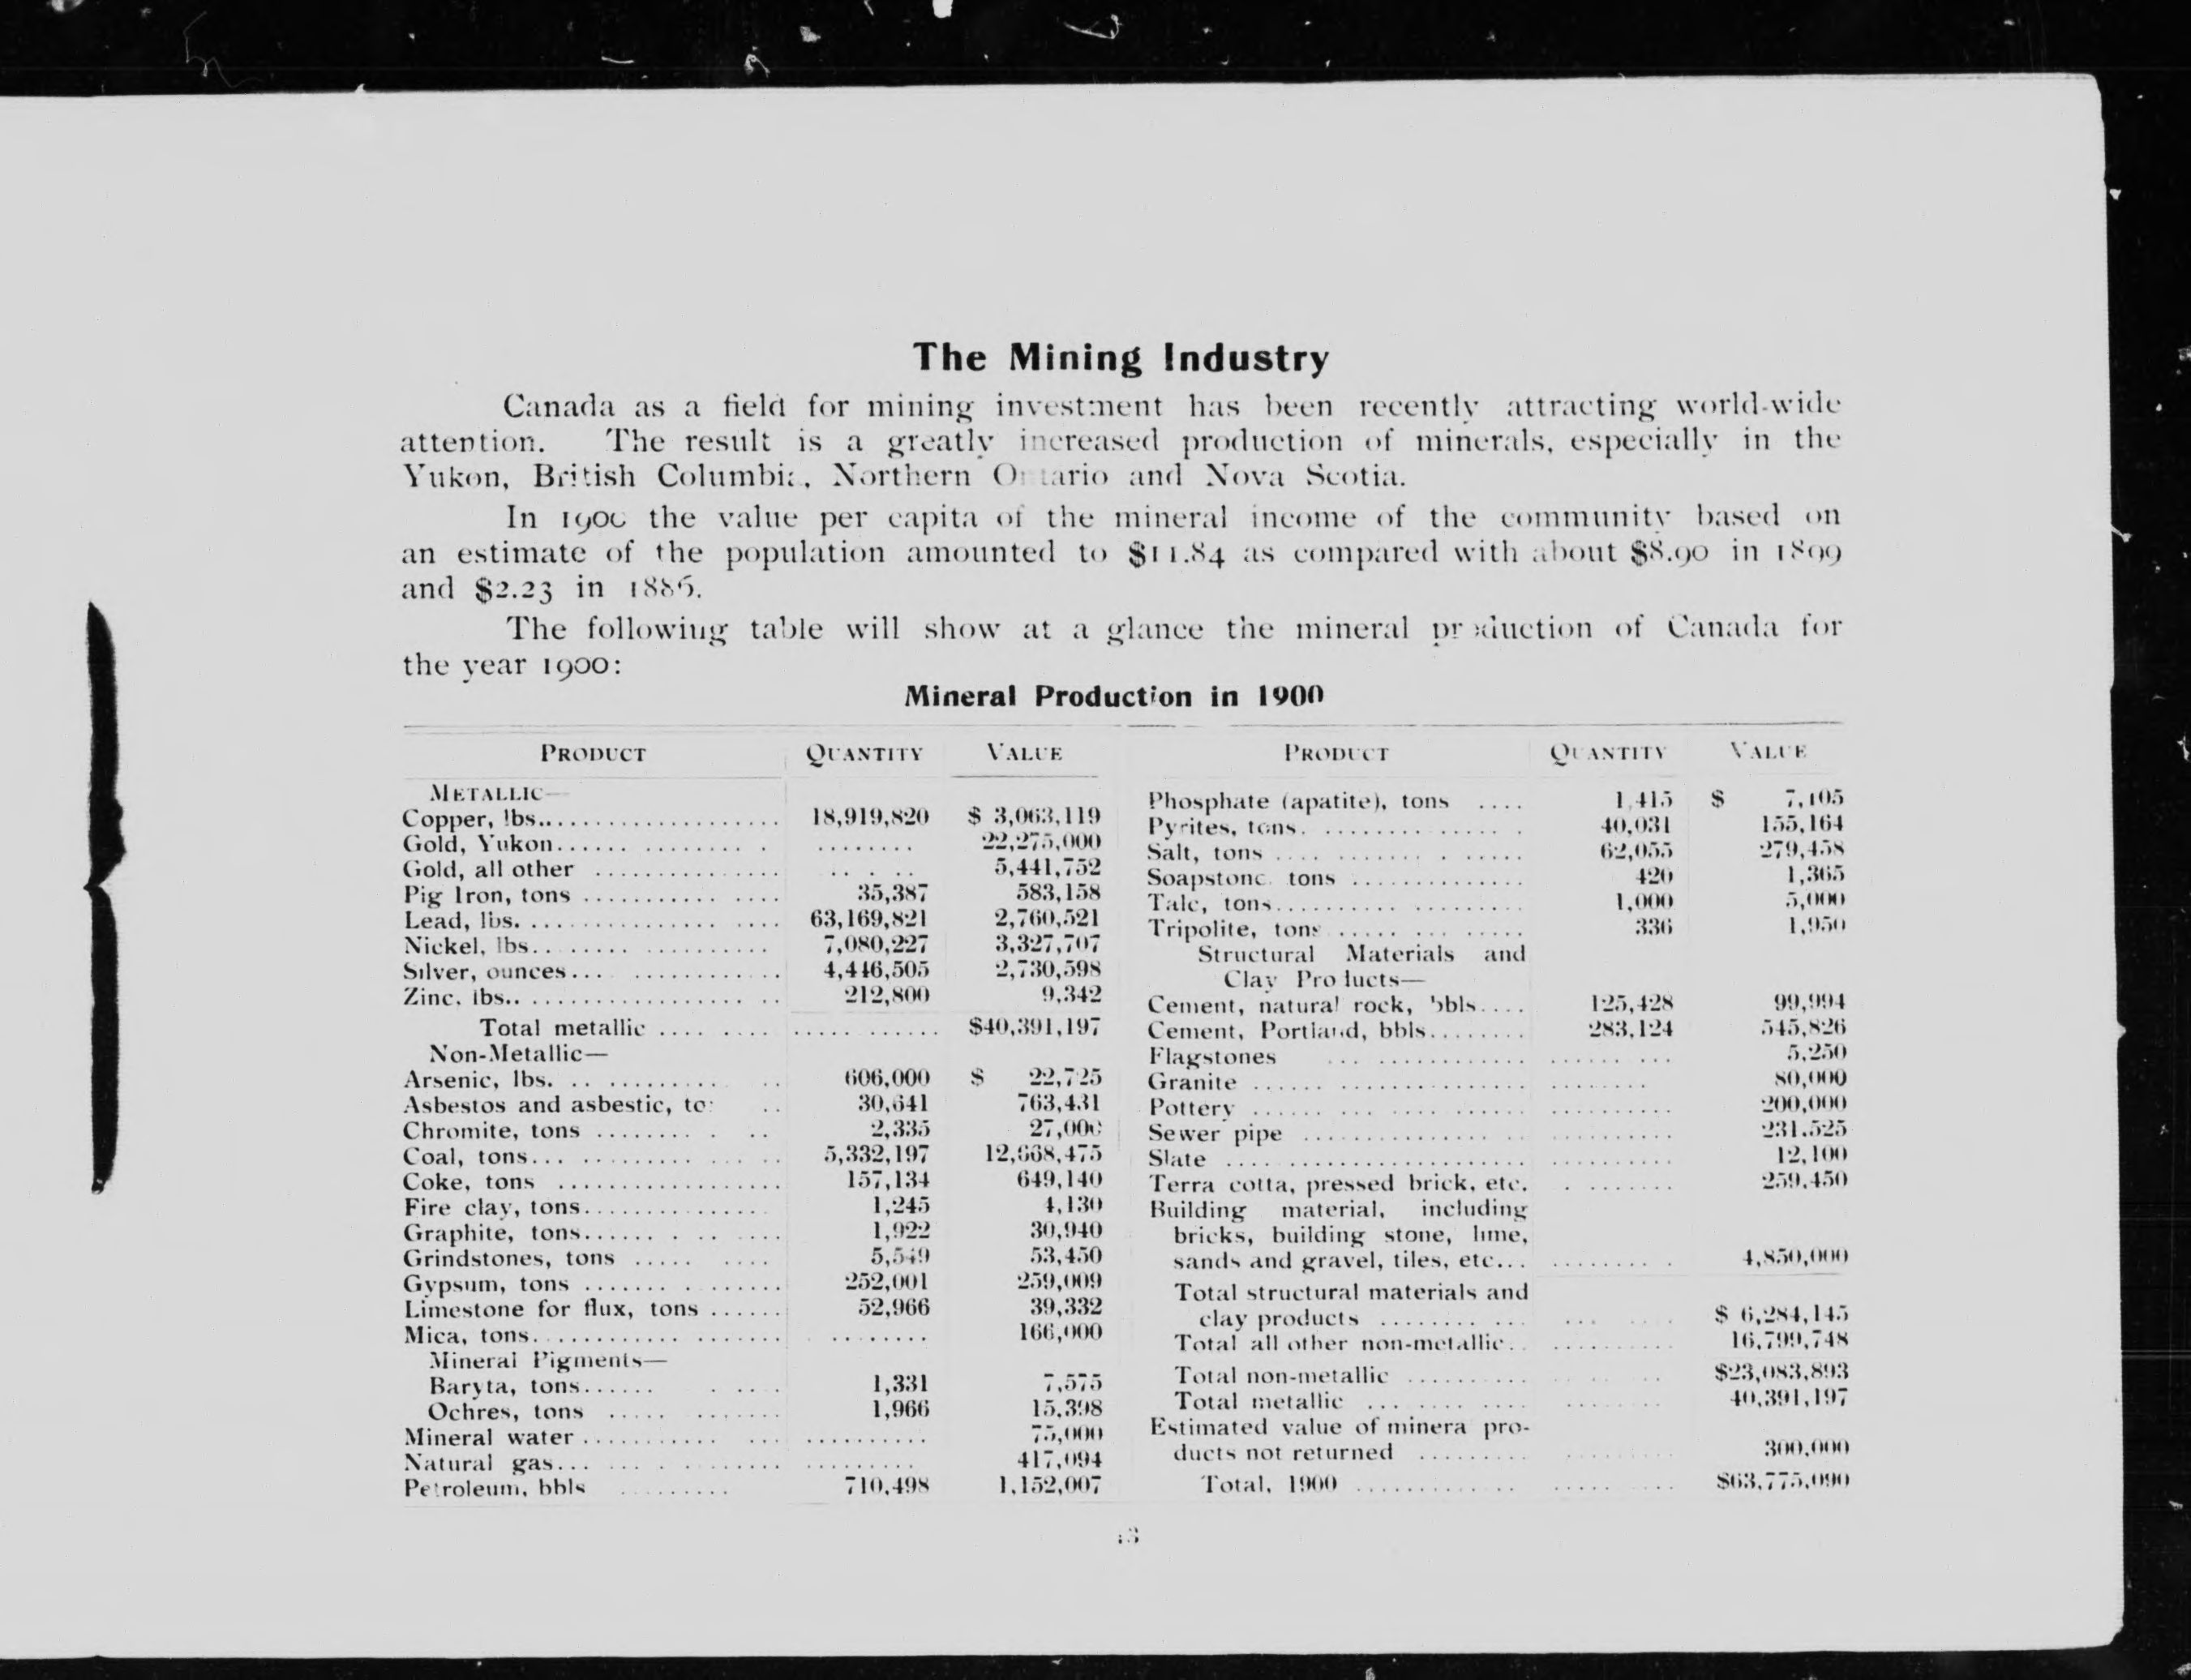 The Mining Industry
Canada as a field for mining investment has been recently attracting world-wide
attention. The result is a greatly increased production of minerals, especially in the
Yukon, British Columbia, Northern Ontario and Nova Scotia.
In 1900 the value per capita of the mineral income of the community based on
an estimate of the population amounted to $11.84 as compared with about $8.90 in 1899
and $2.23 in 1886.
The following table will show at a glance the mineral production of Canada for
the year 1900:
Mineral Production in 1900
PRODUCT QUANTITY VALUE
METALLIC—
Copper, lbs. 18,919,820 $ 3,063,119
Gold, Yukon 22,275,000
Gold, all other 5,441,752
Pig Iron, tons 35,387 583,158
Lead, lbs. 63,169,821 2,760,521
Nickel, lbs. 7,080,227 3,327,707
Silver, ounces 4,446,505 2,730,598
Zinc, lbs. 212,800 9,342
Total metallic $40,391,197
Non-Metallic—
Arsenic, lbs. 606,000 $ 22,725
Asbestos and asbestic, 30,641 763,431
Chromite, tons 2,335 27,000
Coal, tons 5,332,197 12,668,475
Coke, tons 157,134 649,140
Fire clay, tons 1,245 4,130
Graphite, tons 1,922 30,940
Grindstones, tons 53,450
Gypsum, tons 252,001 259,009
Limestone for flux, tons 52,966 39,332
Mica, tons 166,000
Mineral Pigments—
Baryta, tons 1,331 7,575
Ochres, tons 1,966 15,398
Mineral water 75,000
Natural gas 417,094
Petroleum, bbls 710,498 1,152,007
PRODUCT QUANTITY VALUE
Phosphate (apatite), tons 1,415 $ 7,105
Pyrites, tons 40,031 155,164
Salt, tons 62,055 279,458
Soapstone, tons 420 1,365
Talc, tons 1,000 5,000
Tripolite, tons 336 1,950
Structural Materials and
Clay Products—
Cement, natural rock, bbls 125,428 99,994
Cement, Portland, bbls 283,124 545,826
Flagstones 5,250
Granite 80,000
Pottery 200,000
Sewer pipe 231,525
Slate 12,100
Terra cotta, pressed brick, etc. 259,450
Building material, including
bricks, building stone, lime,
sands and gravel, tiles, etc. 4,850,000
Total structural materials and
clay products $ 6,284,145
Total all other non-metallic 16,799,748
Total non-metallic $23,083,893
Total metallic 40,391,197
Estimated value of minera pro-
ducts not returned 300,000
Total, 1900 $63,775,090